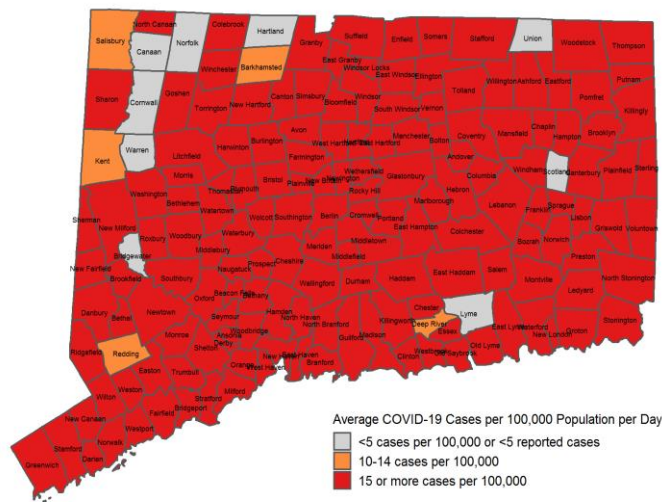 North Canaan
Colebrook
Hartland
Suffield
Enfield
Somers
Stafford
Union
Woodstock
Thompson
Salisbury
Canaan
Norfolk
Granby
East Granby
Barkhamsted
Winchester
Windsor Locks
East Windsor
Ellington
Willington
Ashford
Eastford
Putnam
Sharon
Cornwall
Goshen
Torrington
New Hartford
Canton
Simsbury
Bloomfield
Windsor
South Windsor
Vernon
Tolland
Pomfret
Killingly
Kent
Warren
Litchfield
Harwinton
Burlington
Avon
West Hartford
East Hartford
Manchester
Bolton
Coventry
Mansfield
Chaplin
Hampton
Brooklyn
Farmington
Andover
Morris
Bristol
Plainville
Wethersfield
Rocky Hill
Glastonbury
Hebron
Columbia
Windham
Scotland
Canterbury
Plainfield
Sterling
Washington
Bethlehem
Watertown
Plymouth
Marlborough
Lebanon
Franklin
Sprague
Lisbon
Griswold
Voluntown
Sherman
New Milford
Roxbury
Woodbury
Waterbury
Wolcott
Southington
Berlin
Cromwell
Portland
East Hampton
Colchester
Bozrah
Norwich
Preston
Middlebury
Meriden
Middletown
Middlefield
Bridgewater
New Fairfield
Brookfield
Southbury
Naugatuck
Prospect
Cheshire
Wallingford
Durham
Haddam
East Haddam
Salem
Montville
North Stonington
Ledyard
Oxford
Beacon Falls
Bethany
Danbury
Bethel
Newtown
Seymour
Hamden
North Haven
North Branford
Killingworth
Chester
Deep River
Lyme
Essex
East Lyme
Waterford
Groton
Stonington
Ridgefield
Redding
Monroe
Shelton
Ansonia
Derby
Woodbridge
Guilford
Madison
Clinton
Westbrook
Old Saybrook
Old Lyme
New London
Easton
Trumbull
Orange
West Haven
East Haven
Branford
Wilton
Weston
Milford
Stratford
Bridgeport
Fairfield
New Canaan
Westport
Norwalk
Stamford
Darien
Greenwich
Average COVID-19 Cases per 100,000 Population per Day
<5 cases per 100,000 or <5 reported cases
10-14 cases per 100,000
15 or more cases per 100,000